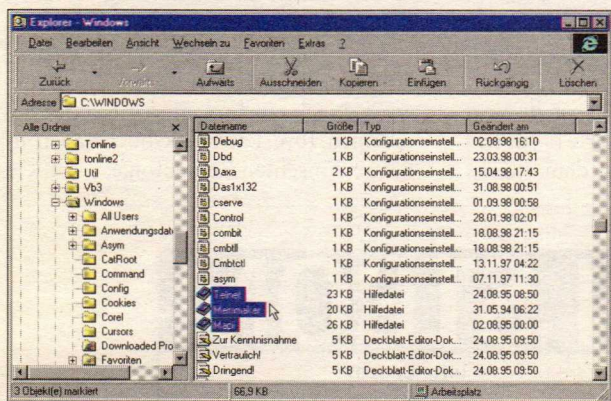 Explorer - Windows
Datei Bearbeiten Ansicht Wechseln zu Favoriten Extras ?
Zurück Vorwärts Aufwärts Ausschneiden Kopieren Einfügen Rückgängig Löschen
Adresse C:\WINDOWS
Alle Ordner
Tonline
tonline2
Util
Vb3
Windows
All Users
Anwendungsdate
Asym
CatRoot
Command
Config
Cookies
Corel
Cursors
Downloaded Pro
Favoriten
Dateiname Größe Typ Geändert am
Debug 1 KB Konfigurationseinstell... 02.08.98 16:10
Dbd 1 KB Konfigurationseinstell... 23.03.98 00:31
Daxa 2 KB Konfigurationseinstell... 15.04.98 17:43
Das1x132 1 KB Konfigurationseinstell... 31.08.98 00:51
cserve 1 KB Konfigurationseinstell... 01.09.98 00:58
Control 1 KB Konfigurationseinstell... 28.01.98 02:01
combit 1 KB Konfigurationseinstell... 18.08.98 21:15
cmbtll 1 KB Konfigurationseinstell... 18.08.98 21:15
Cmbtctl 1 KB Konfigurationseinstell... 13.11.97 04:22
asym 1 KB Konfigurationseinstell... 07.11.97 11:30
Telnet 23 KB Hilfedatei 24.08.95 08:50
Memmaker 20 KB Hilfedatei 31.05.94 06:22
Mapi 26 KB Hilfedatei 02.08.95 00:00
Zur Kenntnisnahme 5 KB Deckblatt-Editor-Dok... 24.08.95 09:50
Vertraulich! 5 KB Deckblatt-Editor-Dok... 24.08.95 09:50
Dringend! 5 KB Deckblatt-Editor-Dok... 24.08.95 09:50
3 Objekt(e) markiert 66,9 KB Arbeitsplatz